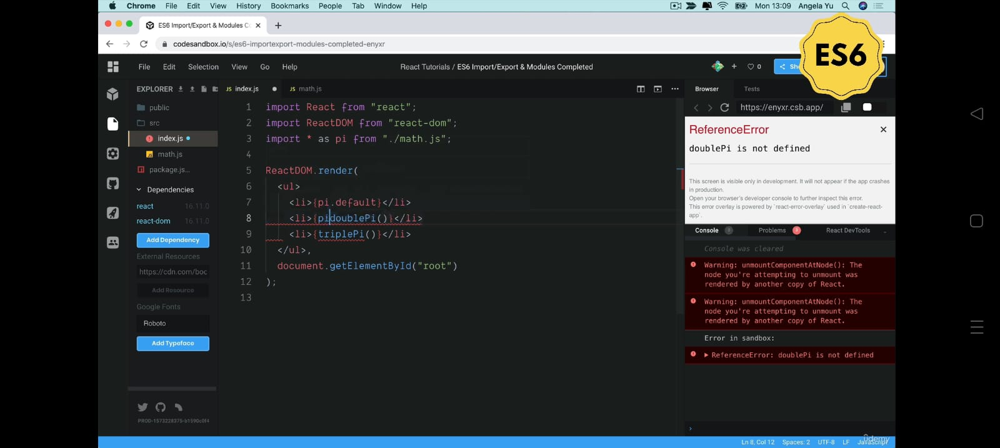 Chrome File Edit View History Bookmarks People Tab Window Help Mon 13:09 Angela Yu
ES6 Import/Export & Modules Co
codesandbox.io/s/es6-importexport-modules-completed-enyxr
ES6
File Edit Selection View Go Help React Tutorials / ES6 Import/Export & Modules Completed 0 Sh
EXPLORER
JS index.js
JS math.js
Browser
Tests
https://enyxr.csb.app/
public
src
index.js
JS math.js
package.js...
Dependencies
react 16.11.0
react-dom 16.11.0
Add Dependency
External Resources
https://cdn.com/boo
Add Resource
Google Fonts
Roboto
Add Typeface
PROD-1573228375-b1590c0f4
1 import React from "react";
2 import ReactDOM from "react-dom";
3 import * as pi from "./math.js";
4
5 ReactDOM.render(
6 <ul>
7 <li>{pi.default}</li>
8 <li>{pidoublePi()}</li>
9 <li>{triplePi()}</li>
10 </ul>,
11 document.getElementById("root")
12 );
13
ReferenceError
doublePi is not defined
This screen is visible only in development. It will not appear if the app crashes
in production.
Open your browser's developer console to further inspect this error.
This error overlay is powered by `react-error-overlay` used in `create-react-
app`.
Console 0 Problems 3 React DevTools
Console was cleared
Warning: unmountComponentAtNode(): The
node you're attempting to unmount was
rendered by another copy of React.
Warning: unmountComponentAtNode(): The
node you're attempting to unmount was
rendered by another copy of React.
Error in sandbox:
ReferenceError: doublePi is not defined
Ln 8, Col 12 Spaces: 2 UTF-8 LF JavaScript
ûdemy